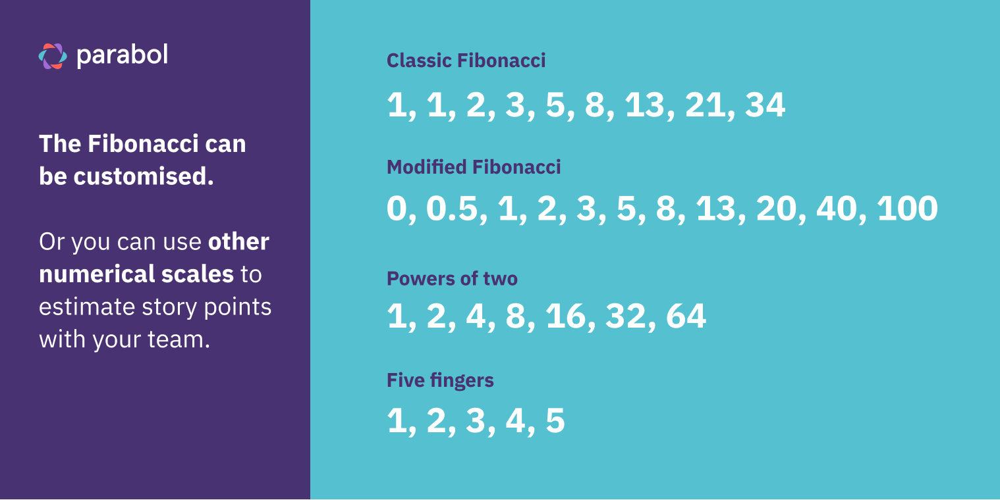 parabol
The Fibonacci can
be customised.
Or you can use other
numerical scales to
estimate story points
with your team.
Classic Fibonacci
1, 1, 2, 3, 5, 8, 13, 21, 34
Modified Fibonacci
0, 0.5, 1, 2, 3, 5, 8, 13, 20, 40, 100
Powers of two
1, 2, 4, 8, 16, 32, 64
Five fingers
1, 2, 3, 4, 5